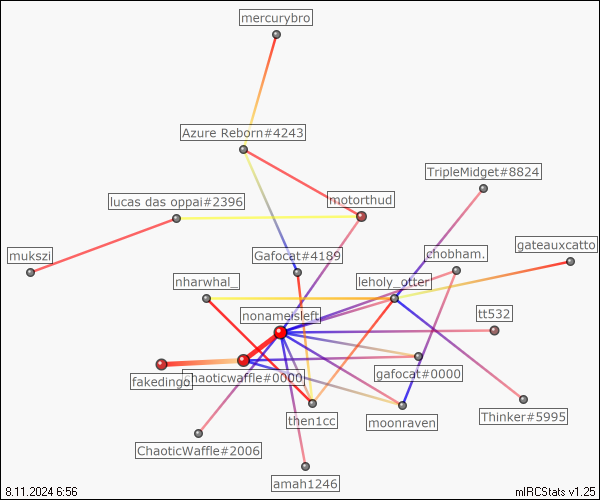 mercurybro
Azure Reborn#4243
TripleMidget#8824
motorthud
lucas das oppai#2396
mukszi
Gafocat#4189
chobham.
gateauxcatto
nharwhal_
leholy_otter
nonameisleft
tt532
fakedingo
chaoticwaffle#0000
gafocat#0000
then1cc
moonraven
Thinker#5995
ChaoticWaffle#2006
amah1246
8.11.2024 6:56
mIRCStats v1.25